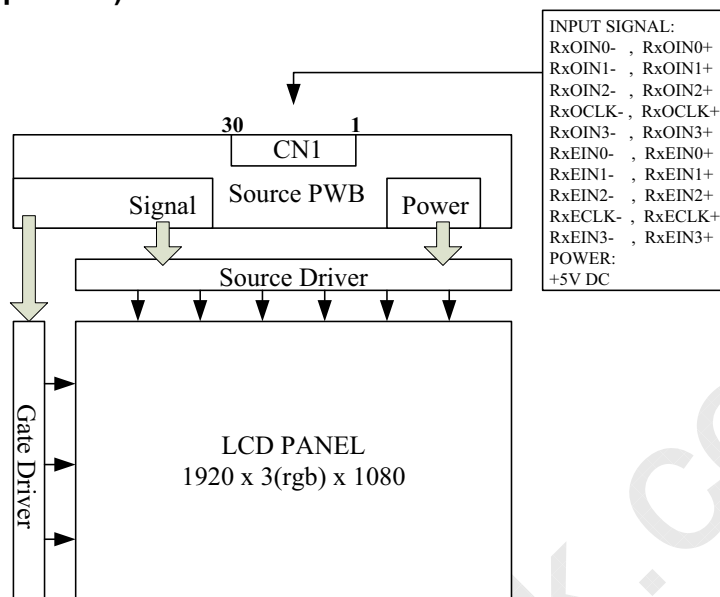 INPUT SIGNAL:
RxOIN0- , RxOIN0+
RxOIN1- , RxOIN1+
RxOIN2- , RxOIN2+
RxOCLK- , RxOCLK+
RxOIN3- , RxOIN3+
RxEIN0- , RxEIN0+
RxEIN1- , RxEIN1+
RxEIN2- , RxEIN2+
RxECLK- , RxECLK+
RxEIN3- , RxEIN3+
POWER:
+5V DC
30 1
CN1
Source PWB
Signal
Power
Source Driver
Gate Driver
LCD PANEL
1920 x 3(rgb) x 1080